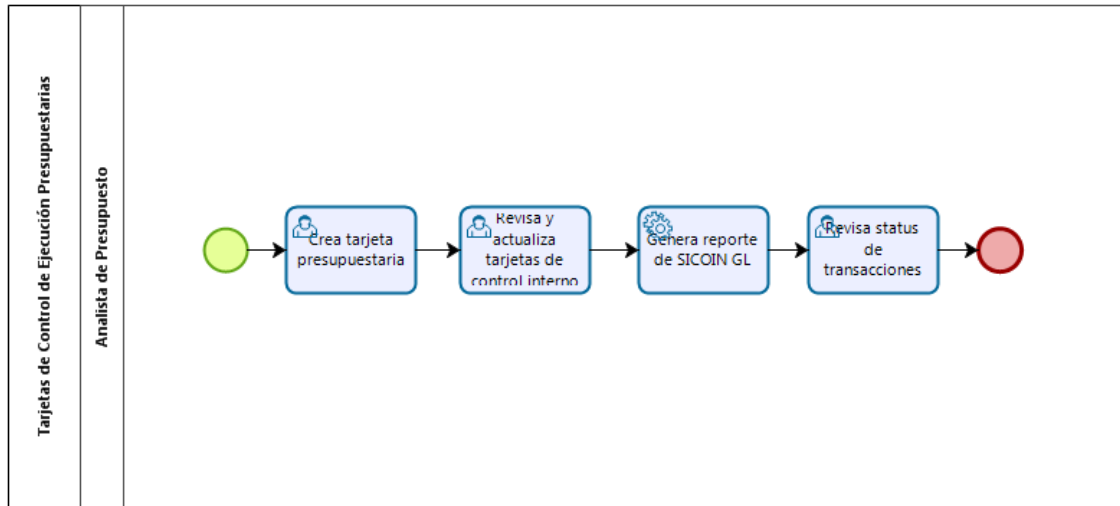 Tarjetas de Control de Ejecución Presupuestarias
Analista de Presupuesto
Crea tarjeta
presupuestaria
Revisa y
actualiza
tarjetas de
control interno
Genera reporte
de SICOIN GL
Revisa status
de
transacciones